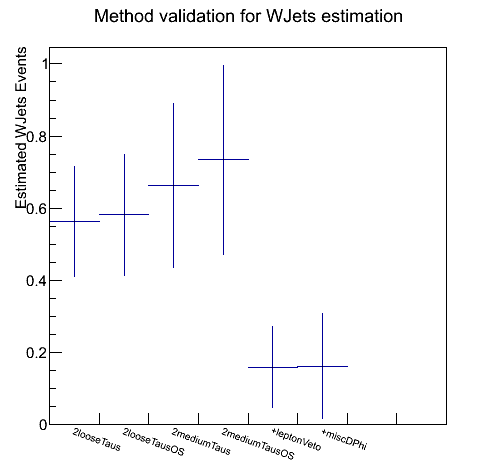 Method validation for WJets estimation
Estimated WJets Events
1
0.8
0.6
0.4
0.2
0
2looseTaus
2looseTausOS
2mediumTaus
2mediumTausOS
+leptonVeto
+miscDPhi